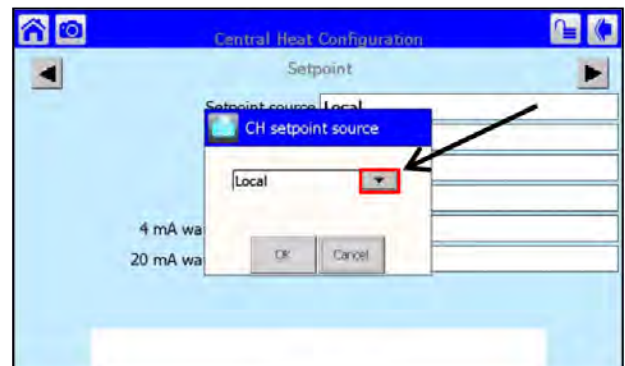 Central Heat Configuration
Setpoint
Setpoint source Local
CH setpoint source
Local
4 mA wa
20 mA wa
OK Cancel